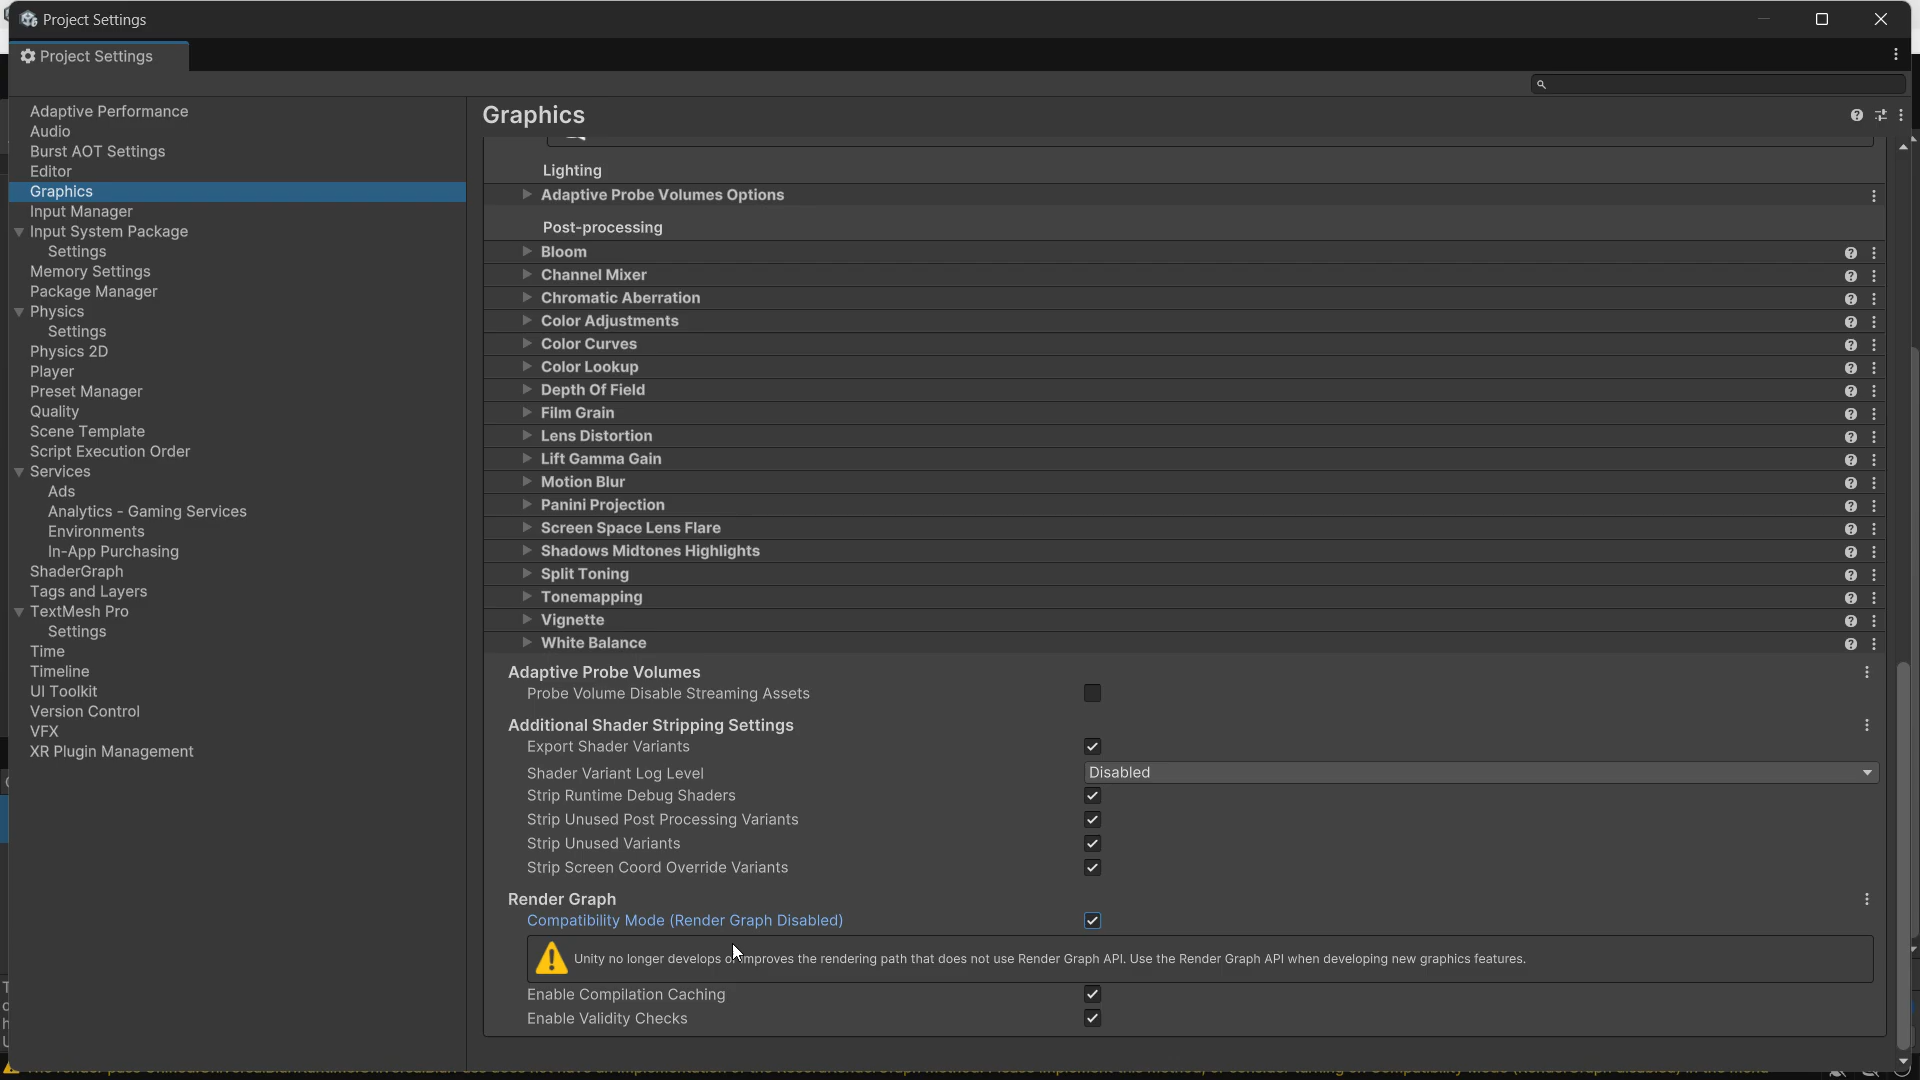 Project Settings
Project Settings
Adaptive Performance
Audio
Burst AOT Settings
Editor
Graphics
Input Manager
Input System Package
Settings
Memory Settings
Package Manager
Physics
Settings
Physics 2D
Player
Preset Manager
Quality
Scene Template
Script Execution Order
Services
Ads
Analytics - Gaming Services
Environments
In-App Purchasing
ShaderGraph
Tags and Layers
TextMesh Pro
Settings
Time
Timeline
UI Toolkit
Version Control
VFX
XR Plugin Management
Graphics
Lighting
Adaptive Probe Volumes Options
Post-processing
Bloom
Channel Mixer
Chromatic Aberration
Color Adjustments
Color Curves
Color Lookup
Depth Of Field
Film Grain
Lens Distortion
Lift Gamma Gain
Motion Blur
Panini Projection
Screen Space Lens Flare
Shadows Midtones Highlights
Split Toning
Tonemapping
Vignette
White Balance
Adaptive Probe Volumes
Probe Volume Disable Streaming Assets
Additional Shader Stripping Settings
Export Shader Variants
Shader Variant Log Level Disabled
Strip Runtime Debug Shaders
Strip Unused Post Processing Variants
Strip Unused Variants
Strip Screen Coord Override Variants
Render Graph
Compatibility Mode (Render Graph Disabled)
Unity no longer develops or improves the rendering path that does not use Render Graph API. Use the Render Graph API when developing new graphics features.
Enable Compilation Caching
Enable Validity Checks